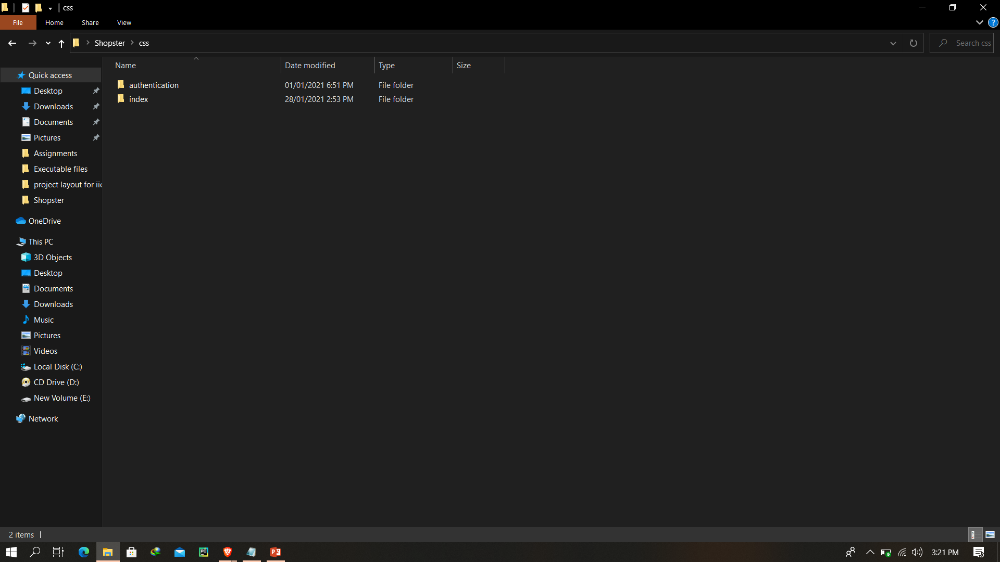 css
File Home Share View
Shopster css
Search css
Name Date modified Type Size
authentication 01/01/2021 6:51 PM File folder
index 28/01/2021 2:53 PM File folder
Quick access
Desktop
Downloads
Documents
Pictures
Assignments
Executable files
project layout for iic
Shopster
OneDrive
This PC
3D Objects
Desktop
Documents
Downloads
Music
Pictures
Videos
Local Disk (C:)
CD Drive (D:)
New Volume (E:)
Network
2 items
3:21 PM